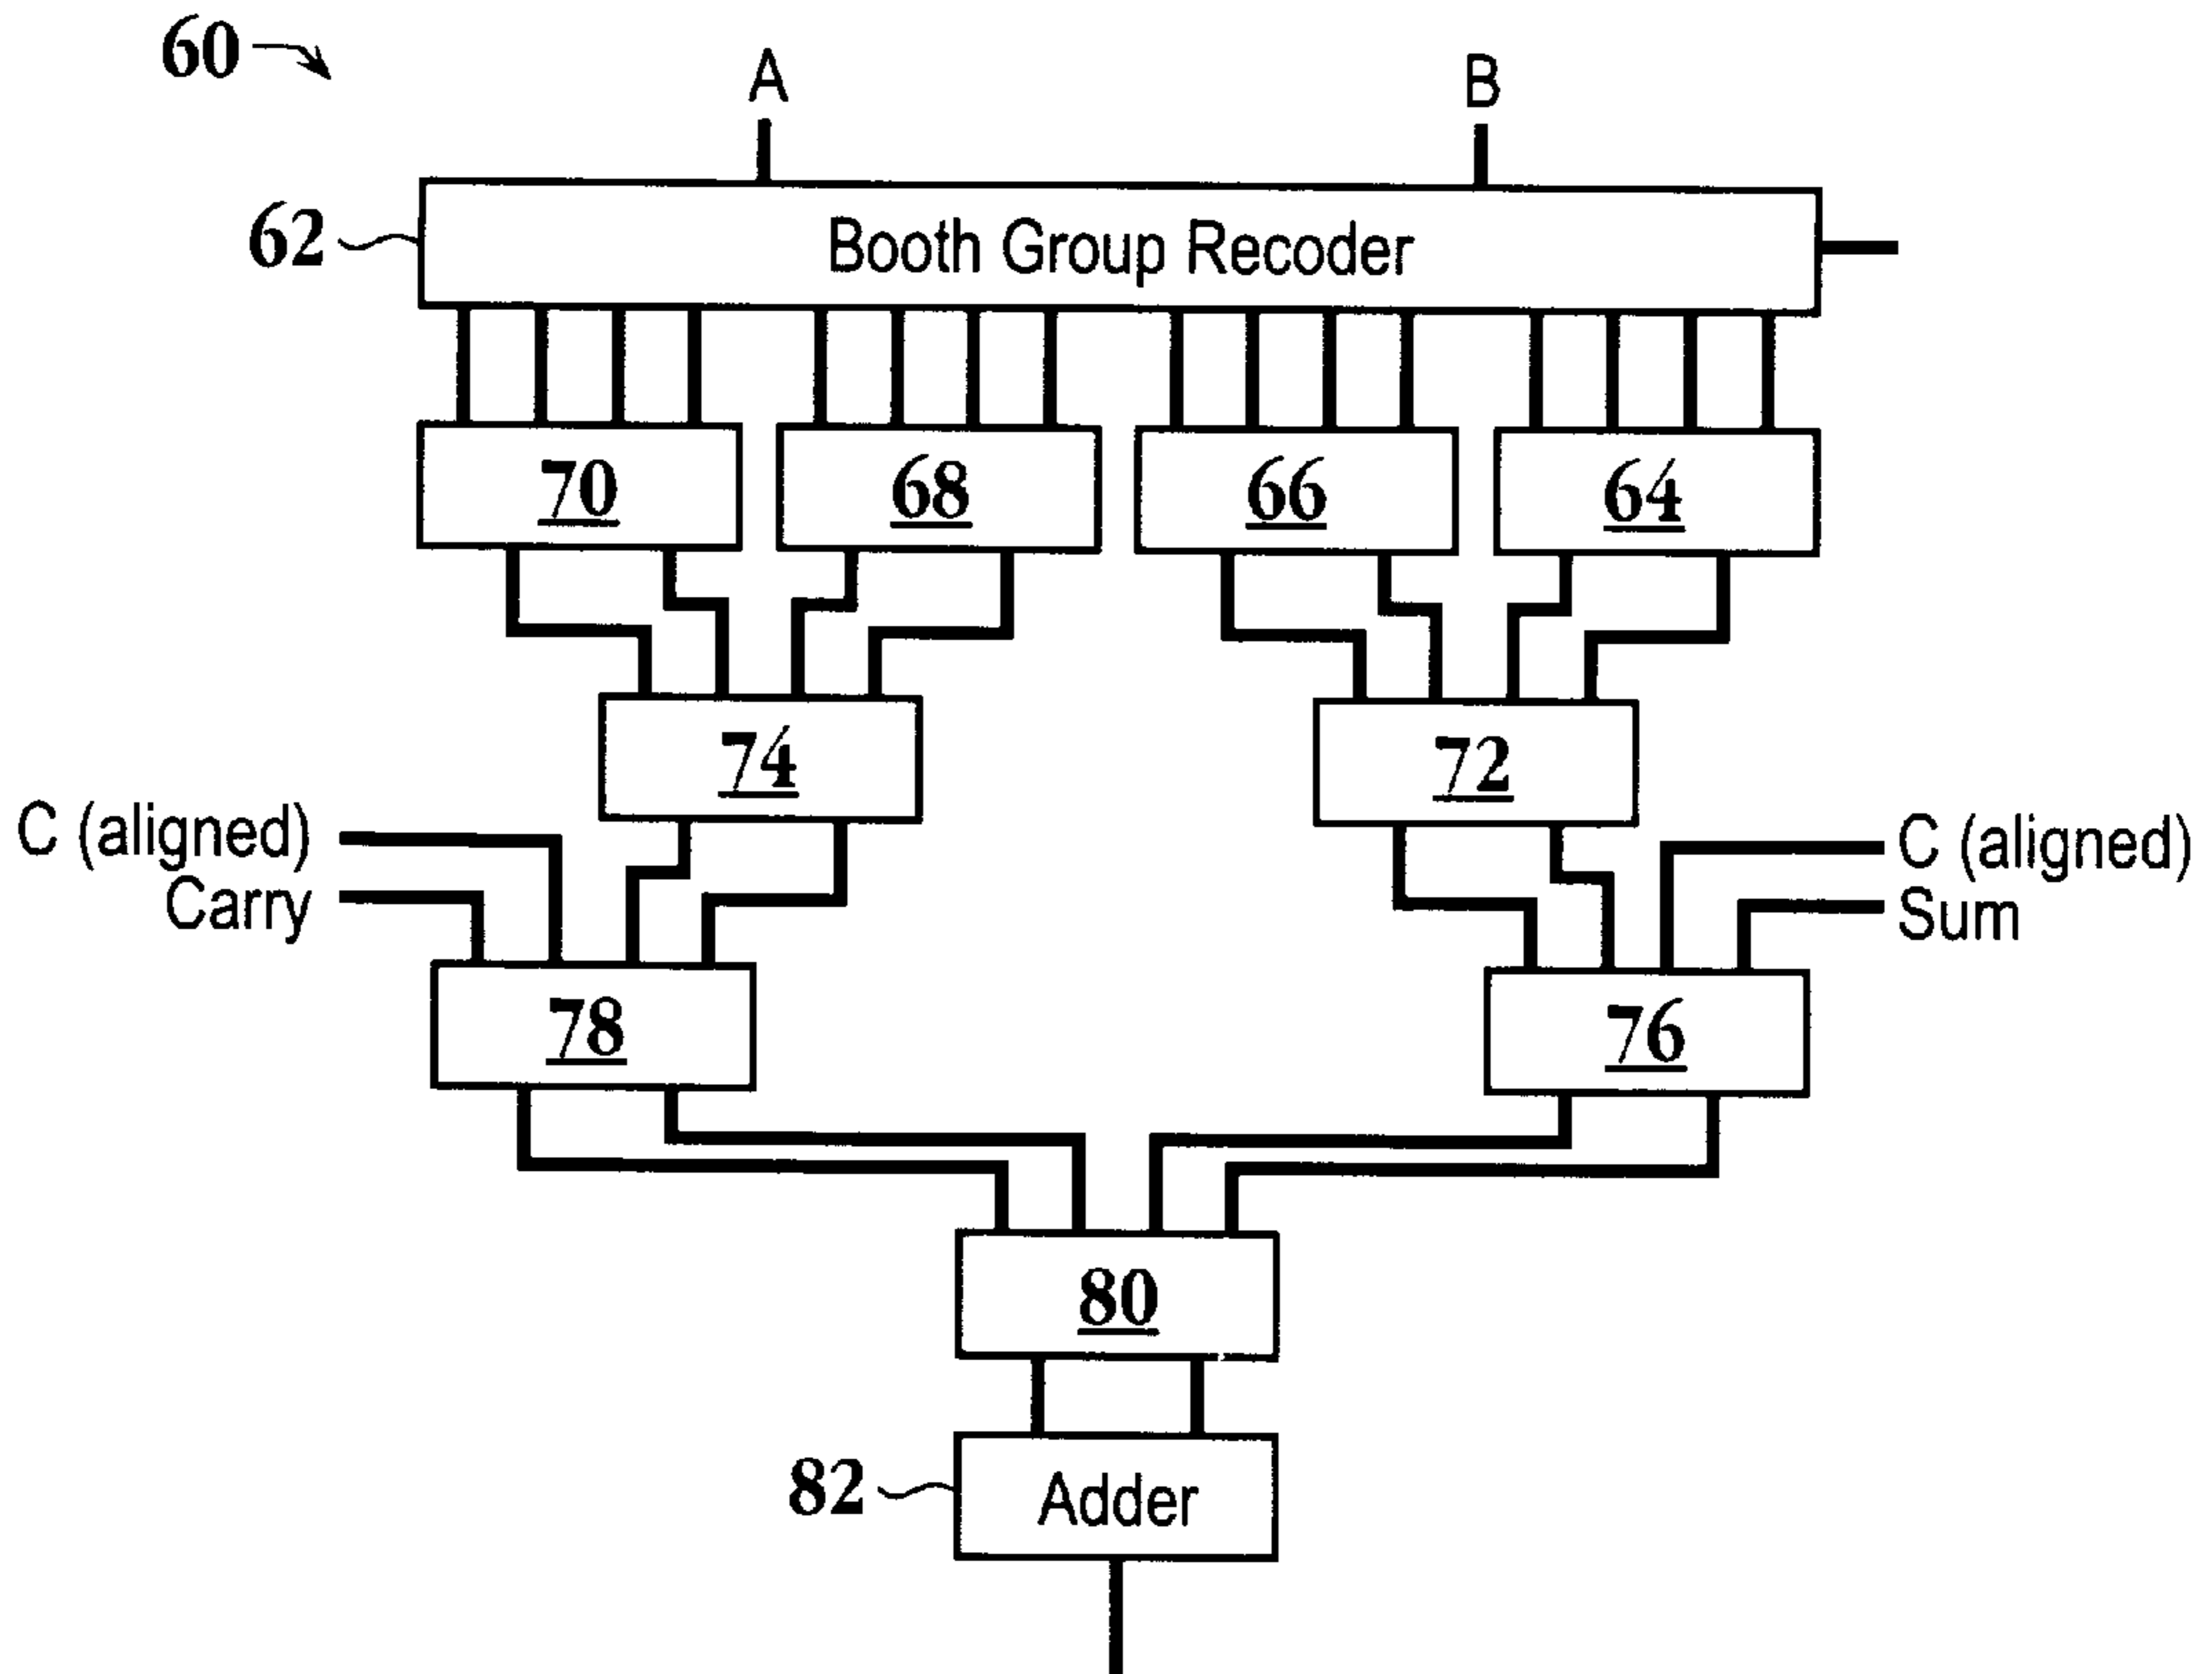 60
A
B
62
Booth Group Recoder
70
68
66
64
74
72
C (aligned)
Carry
C (aligned)
Sum
78
76
80
82
Adder